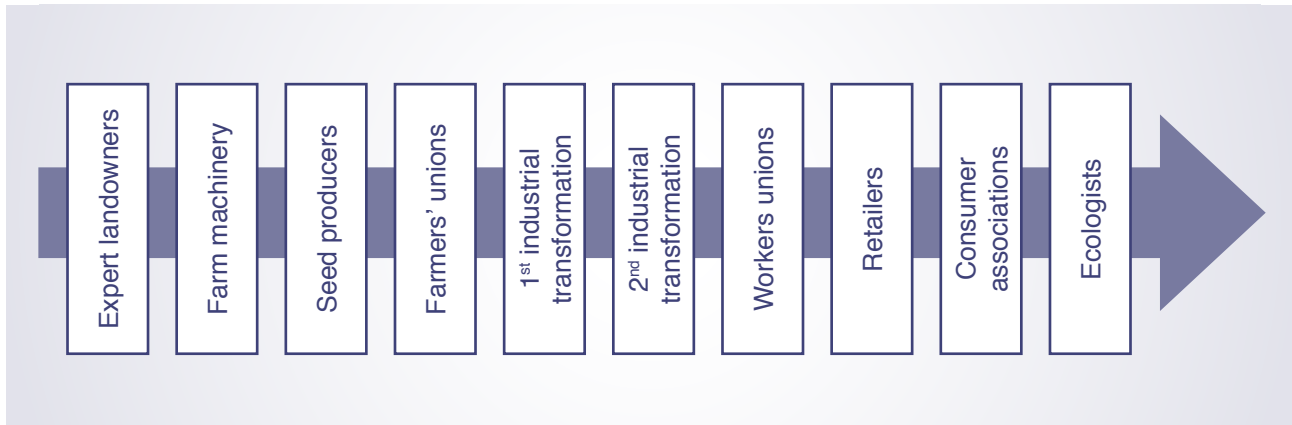 Expert landowners
Farm machinery
Seed producers
Farmers’ unions
1st industrial
transformation
2nd industrial
transformation
Workers unions
Retailers
Consumer
associations
Ecologists